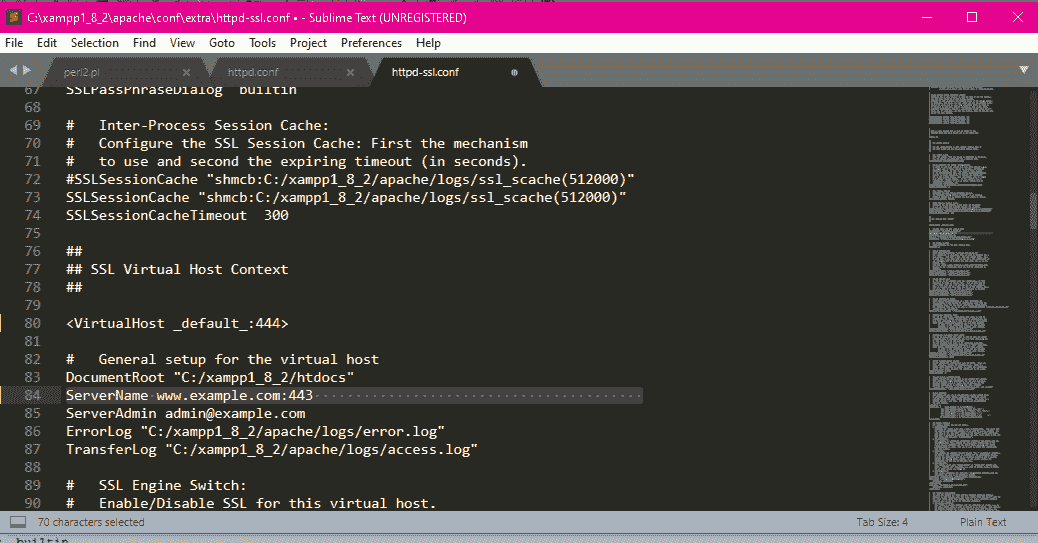 C:\xampp1_8_2\apache\conf\extra\httpd-ssl.conf • - Sublime Text (UNREGISTERED)
File Edit Selection Find View Goto Tools Project Preferences Help
perl2.pl httpd.conf httpd-ssl.conf
67 SSLPassPhraseDialog  builtin
68
69 #   Inter-Process Session Cache:
70 #   Configure the SSL Session Cache: First the mechanism
71 #   to use and second the expiring timeout (in seconds).
72 #SSLSessionCache "shmcb:C:/xampp1_8_2/apache/logs/ssl_scache(512000)"
73 SSLSessionCache "shmcb:C:/xampp1_8_2/apache/logs/ssl_scache(512000)"
74 SSLSessionCacheTimeout  300
75
76 ##
77 ## SSL Virtual Host Context
78 ##
79
80 <VirtualHost _default_:444>
81
82 #   General setup for the virtual host
83 DocumentRoot "C:/xampp1_8_2/htdocs"
84 ServerName www.example.com:443
85 ServerAdmin admin@example.com
86 ErrorLog "C:/xampp1_8_2/apache/logs/error.log"
87 TransferLog "C:/xampp1_8_2/apache/logs/access.log"
88
89 #   SSL Engine Switch:
90 #   Enable/Disable SSL for this virtual host.
70 characters selected Tab Size: 4 Plain Text
builtin